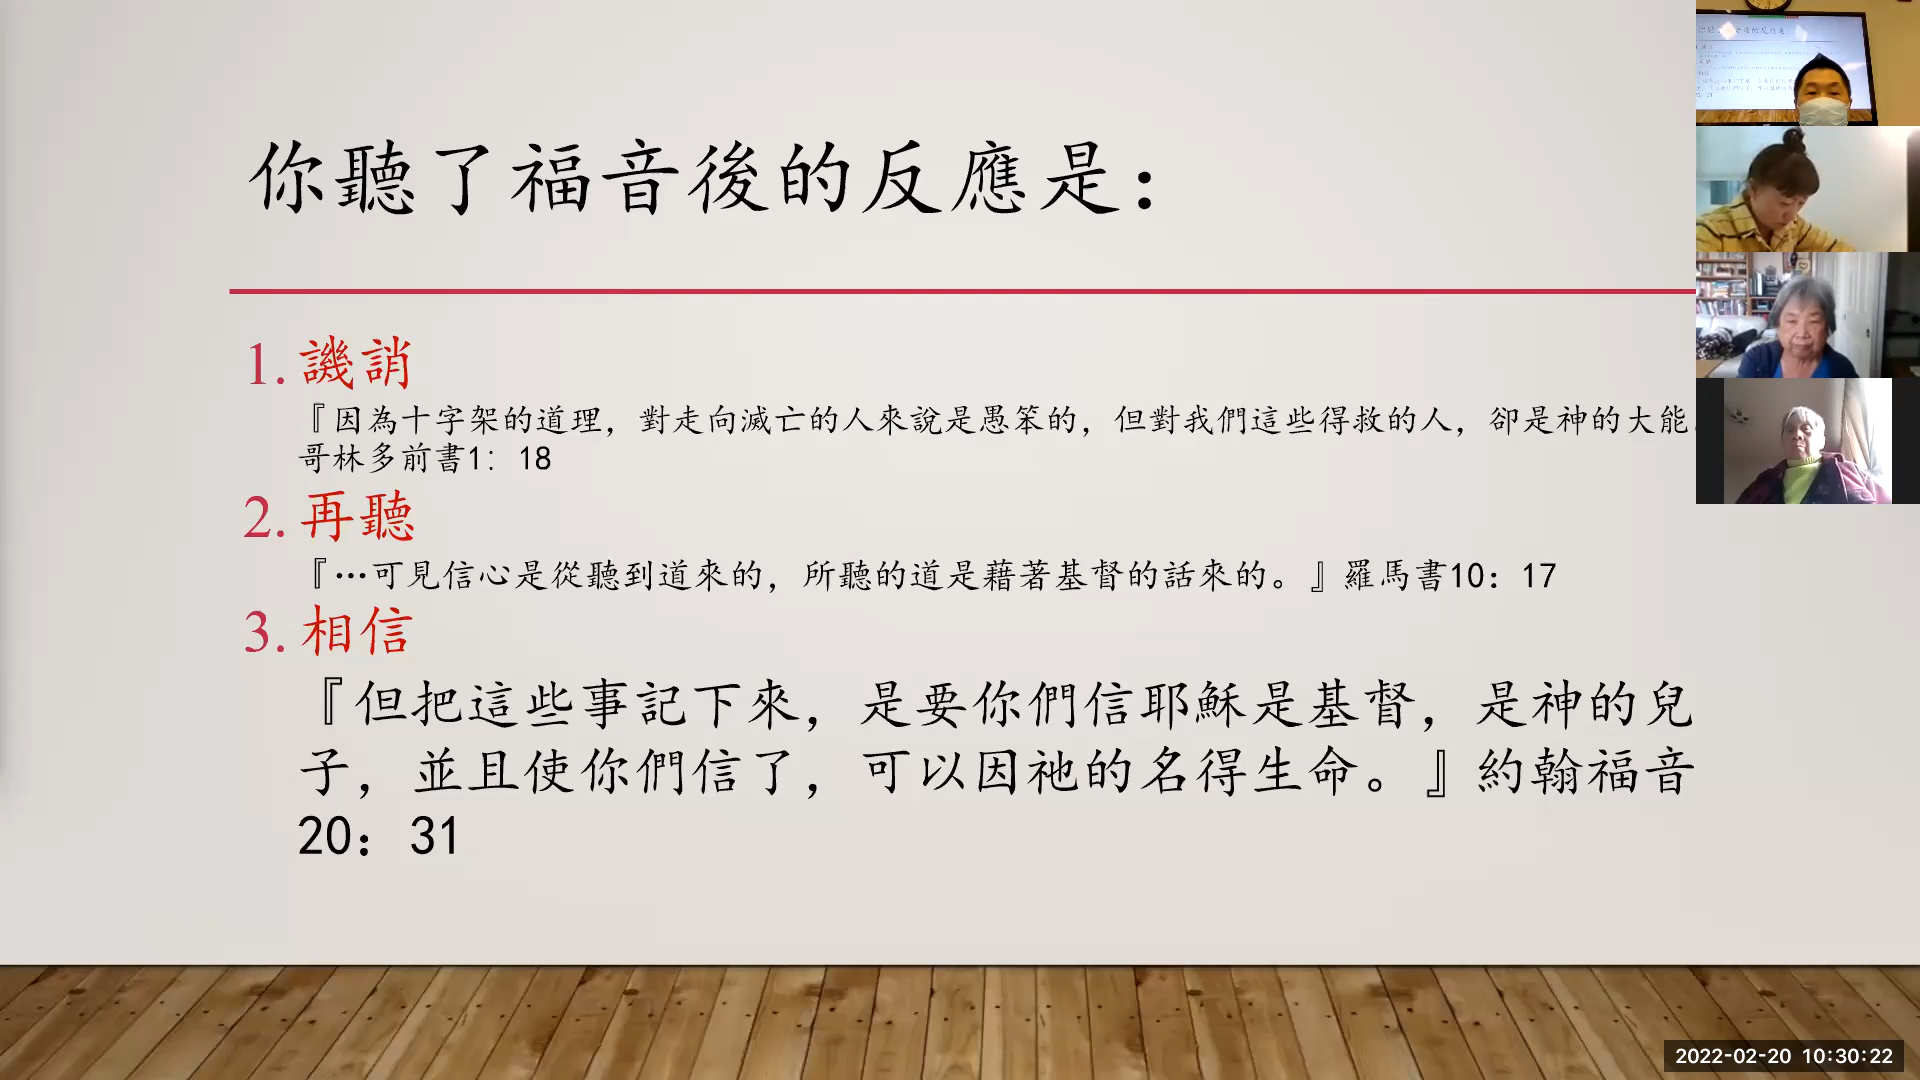 你聽了福音後的反應是：
1. 譏誚
『因為十字架的道理，對走向滅亡的人來說是愚笨的，但對我們這些得救的人，卻是神的大能
哥林多前書1：18
2. 再聽
『…可見信心是從聽到道來的，所聽的道是藉著基督的話來的。』羅馬書10：17
3. 相信
『但把這些事記下來，是要你們信耶穌是基督，是神的兒
子，並且使你們信了，可以因祂的名得生命。』約翰福音
20：31
2022-02-20 10:30:22